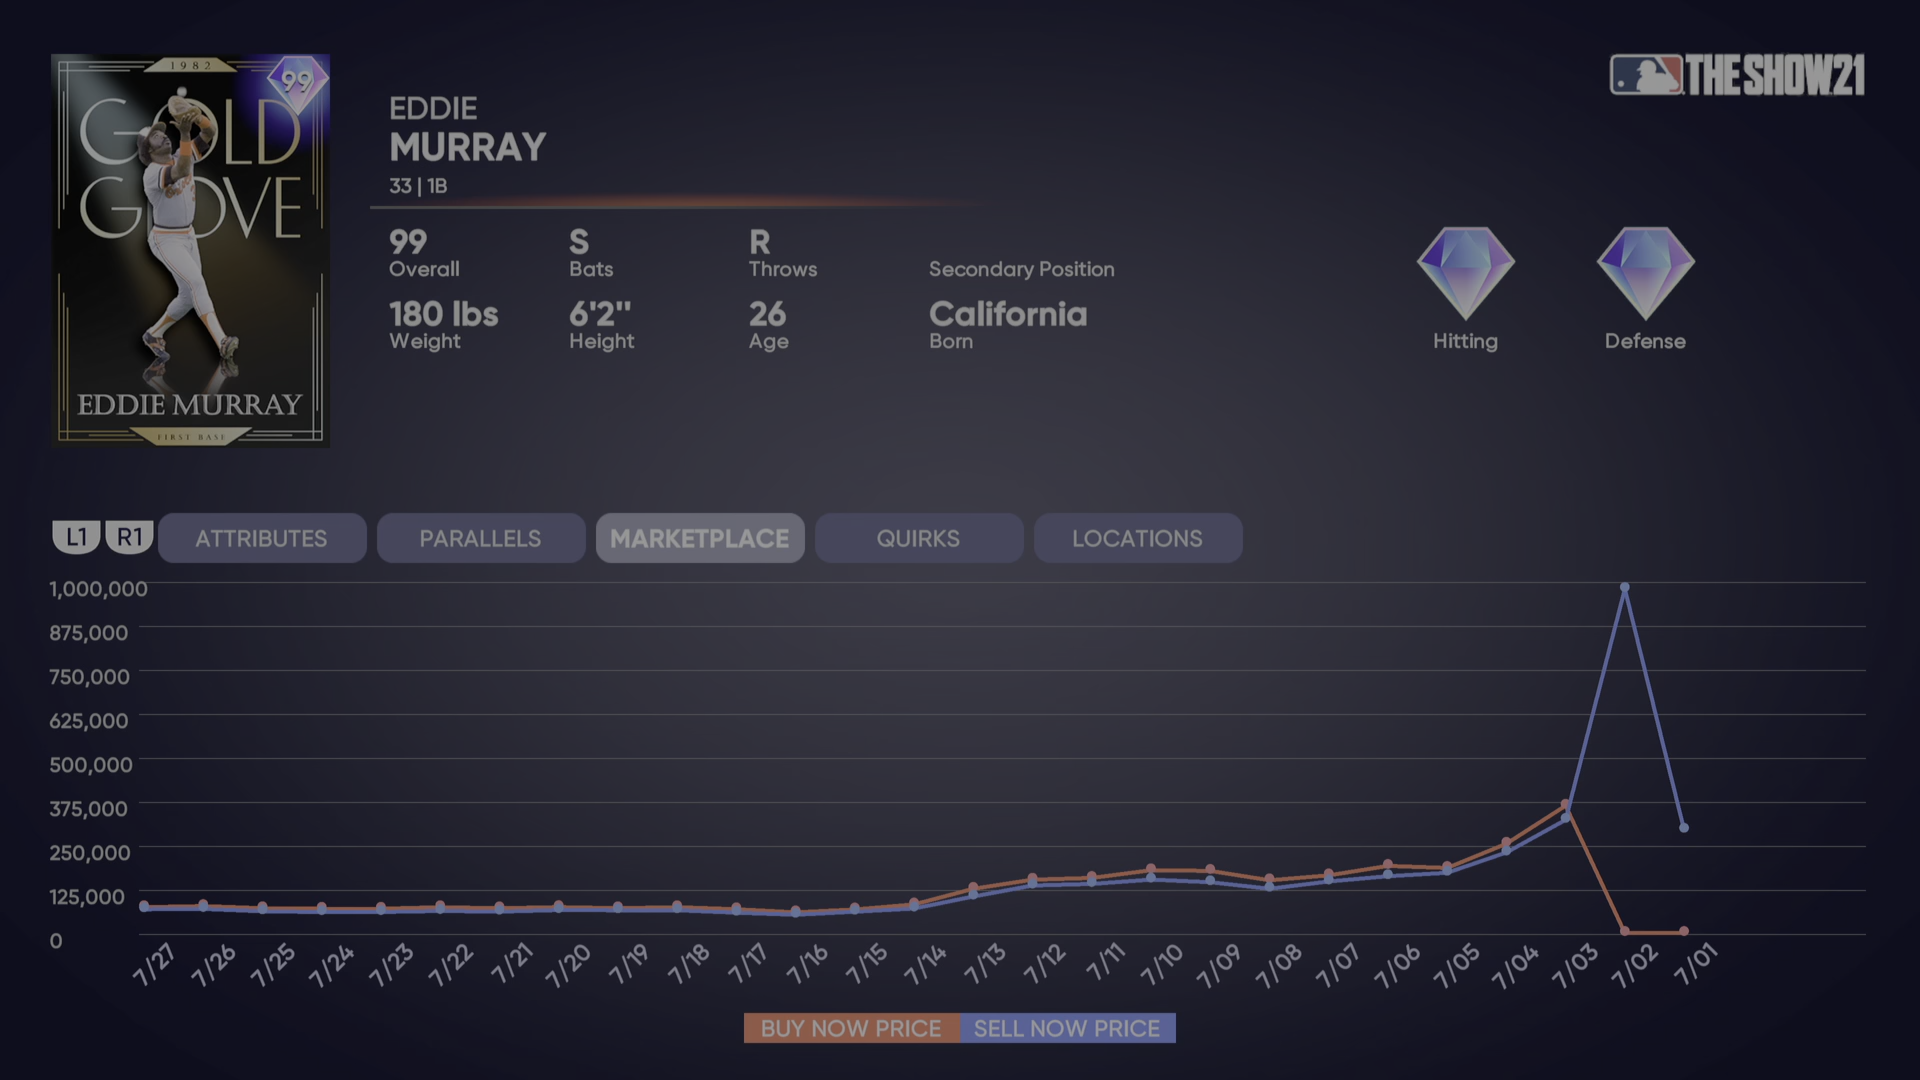 1982
99
GOLD
GLOVE
EDDIE MURRAY
FIRST BASE
THE SHOW 21
EDDIE
MURRAY
33 | 1B
99
Overall
S
Bats
R
Throws
Secondary Position
180 lbs
Weight
6'2"
Height
26
Age
California
Born
Hitting
Defense
L1
R1
ATTRIBUTES
PARALLELS
MARKETPLACE
QUIRKS
LOCATIONS
1,000,000
875,000
750,000
625,000
500,000
375,000
250,000
125,000
0
7/27
7/26
7/25
7/24
7/23
7/22
7/21
7/20
7/19
7/18
7/17
7/16
7/15
7/14
7/13
7/12
7/11
7/10
7/09
7/08
7/07
7/06
7/05
7/04
7/03
7/02
7/01
BUY NOW PRICE
SELL NOW PRICE